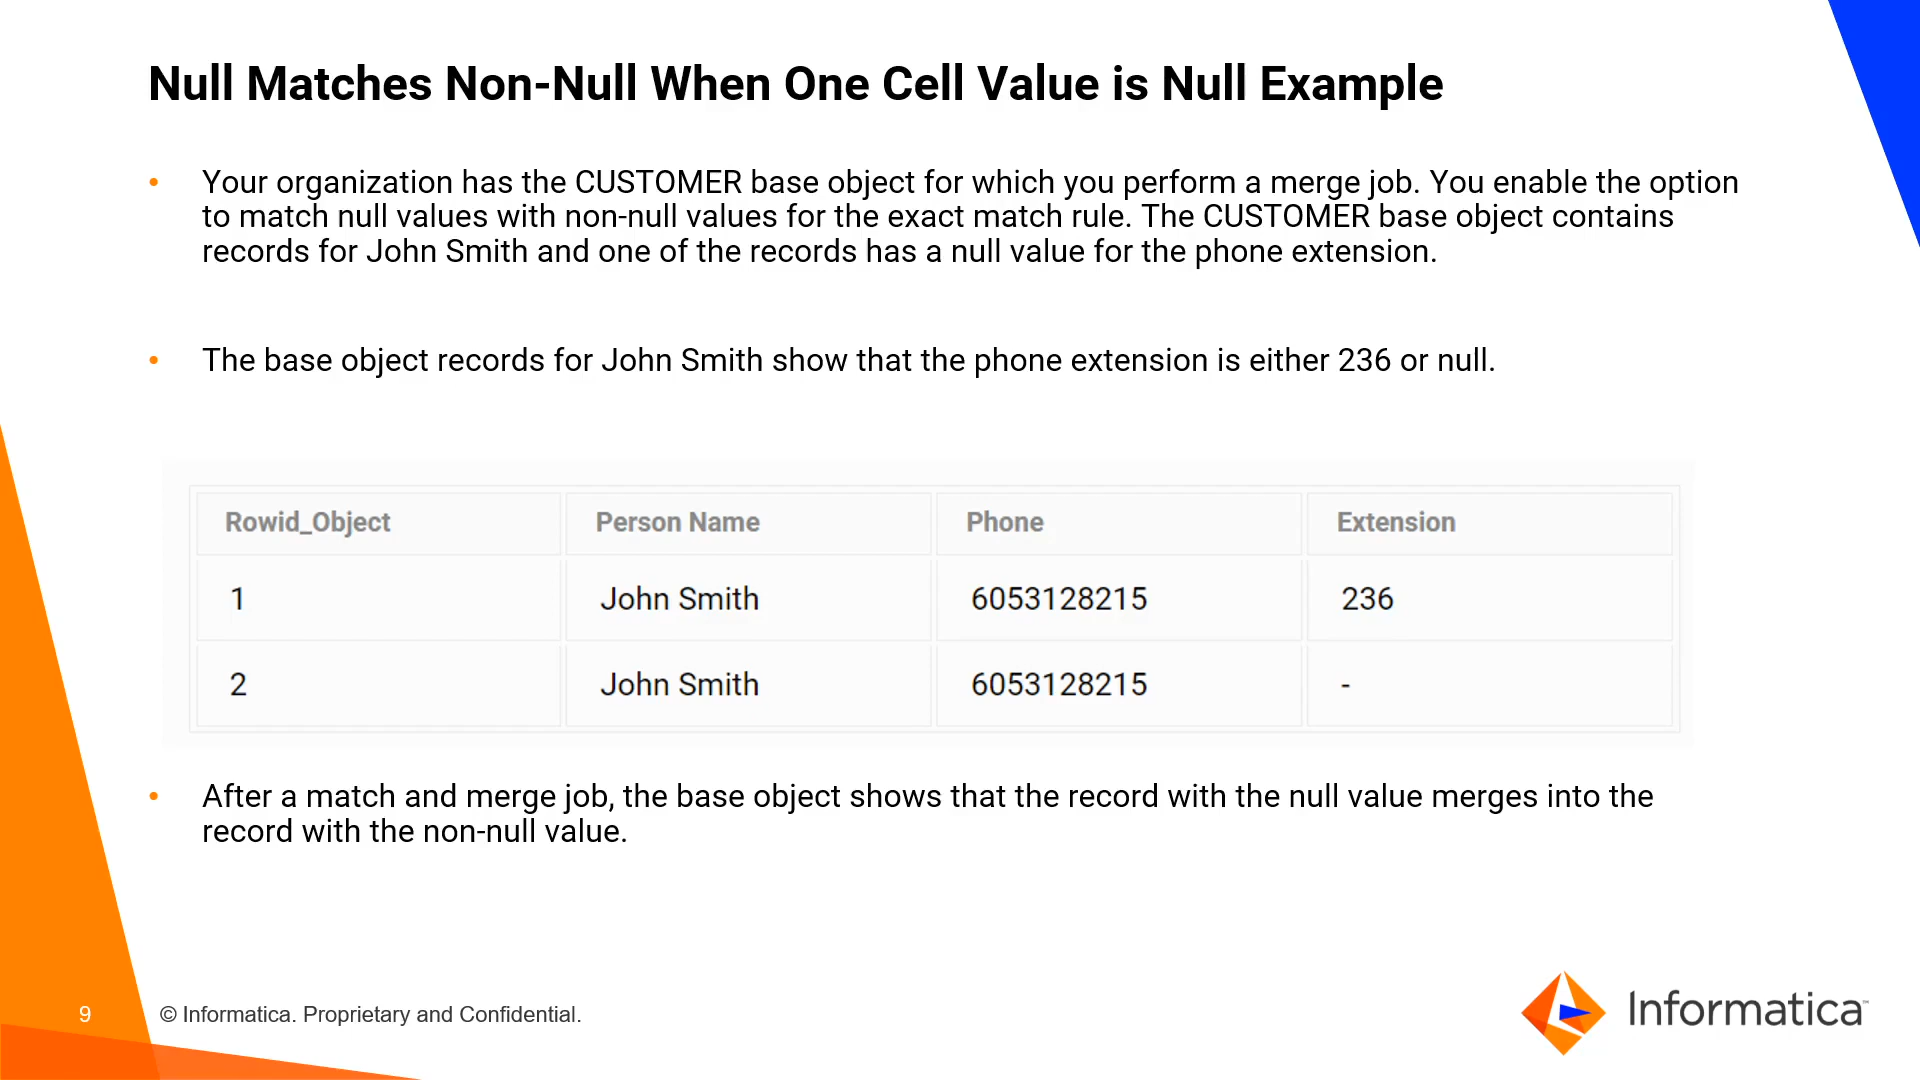 Null Matches Non-Null When One Cell Value is Null Example
• Your organization has the CUSTOMER base object for which you perform a merge job. You enable the option
to match null values with non-null values for the exact match rule. The CUSTOMER base object contains
records for John Smith and one of the records has a null value for the phone extension.
• The base object records for John Smith show that the phone extension is either 236 or null.
Rowid_Object Person Name Phone Extension
1 John Smith 6053128215 236
2 John Smith 6053128215 -
• After a match and merge job, the base object shows that the record with the null value merges into the
record with the non-null value.
9 © Informatica. Proprietary and Confidential.
Informatica™